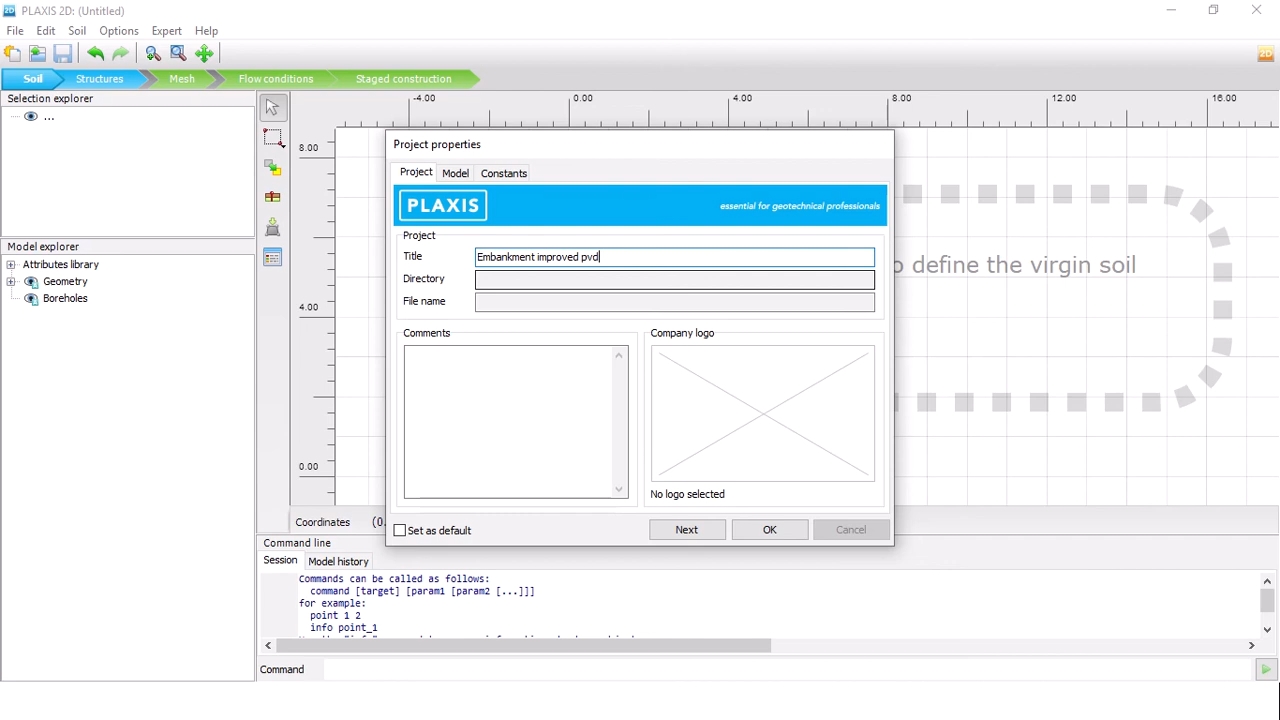 PLAXIS 2D: (Untitled)
File Edit Soil Options Expert Help
2D
Soil Structures Mesh Flow conditions Staged construction
Selection explorer
...
Model explorer
Attributes library
Geometry
Boreholes
-4.00 0.00 4.00 8.00 12.00 16.00
8.00
4.00
0.00
o define the virgin soil
Project properties
Project Model Constants
PLAXIS essential for geotechnical professionals
Project
Title Embankment improved pvd
Directory
File name
Comments Company logo
No logo selected
Set as default Next OK Cancel
Coordinates (0.
Command line
Session Model history
Commands can be called as follows:
command [target] [param1 [param2 [...]]]
for example:
point 1 2
info point_1
Command